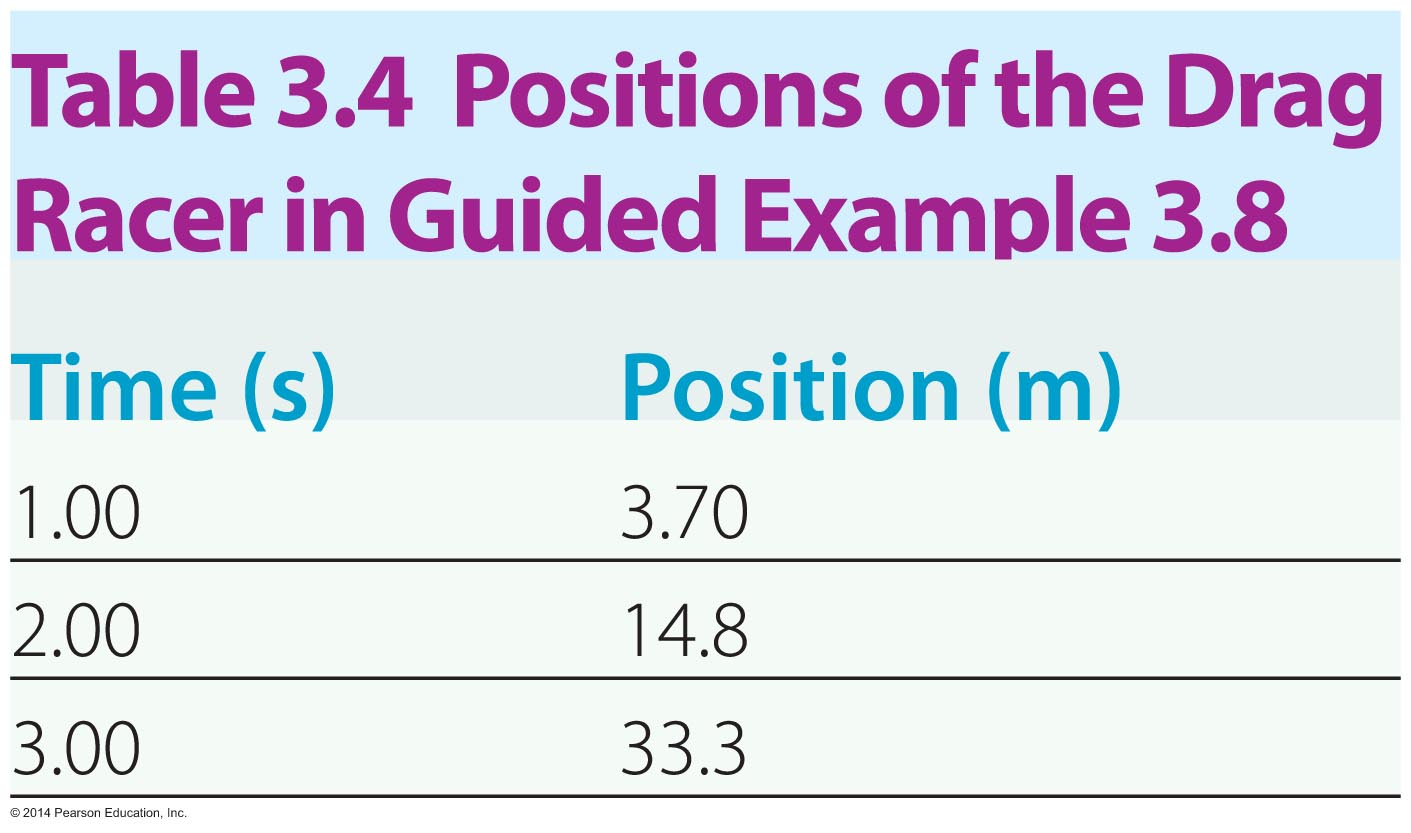 Table 3.4 Positions of the Drag
Racer in Guided Example 3.8
Time (s) Position (m)
1.00 3.70
2.00 14.8
3.00 33.3
© 2014 Pearson Education, Inc.